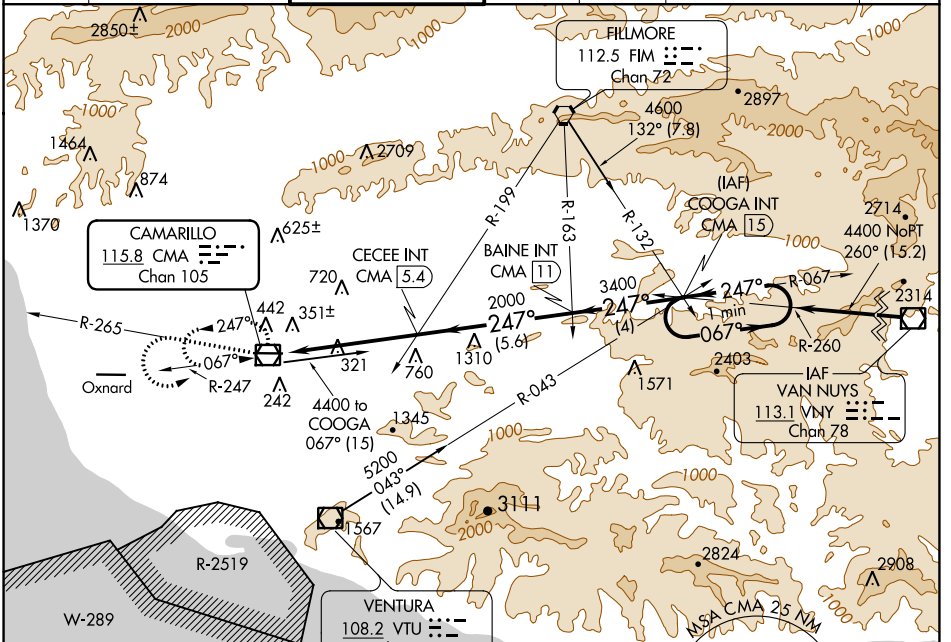 2850±
2000
1000
1000
FILLMORE
112.5 FIM
Chan 72
2897
4600
132° (7.8)
2000
1000
1464
2709
1000
874
1370
(IAF)
COOGA INT
CMA 15
2714
4400 NoPT
260° (15.2)
R-199
R-163
R-132
CAMARILLO
115.8 CMA
Chan 105
625±
CECEE INT
CMA 5.4
BAINE INT
CMA 11
1000
720
3400
2000
247°
(5.6)
247°
(4)
247°
R-067
1 min
067°
2314
R-265
442
351±
247°
067°
R-247
321
760
1310
R-260
Oxnard
242
4400 to
COOGA
067° (15)
R-043
1571
2403
IAF
VAN NUYS
113.1 VNY
Chan 78
1345
1000
5200
043°
(14.9)
1000
1567
3111
2000
R-2519
2824
2908
1000
W-289
VENTURA
108.2 VTU
MSA CMA 25 NM